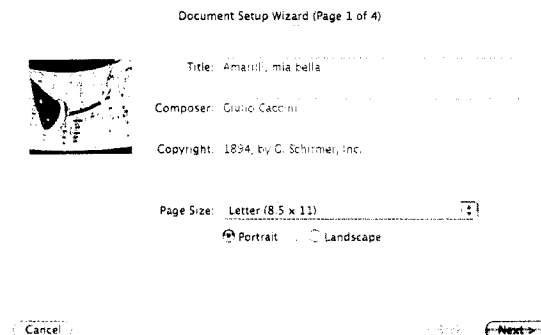 Document Setup Wizard (Page 1 of 4)
Title: Amarilli, mia bella
Composer: Giulio Caccini
Copyright: 1894, by G. Schirmer, Inc.
Page Size: Letter (8.5 x 11)
Portrait Landscape
Cancel Next >